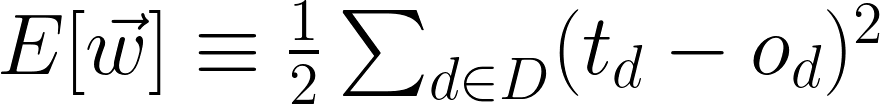 $E[\vec{w}] \equiv \frac{1}{2} \sum_{d \in D} (t_d - o_d)^2$